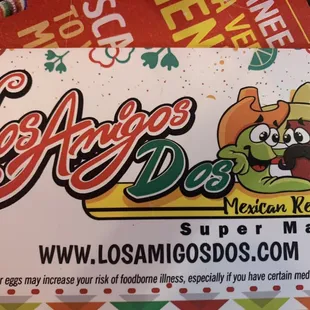 Los Amigos
Dos
Mexican Re
Super Ma
WWW.LOSAMIGOSDOS.COM
r eggs may increase your risk of foodborne illness, especially if you have certain med